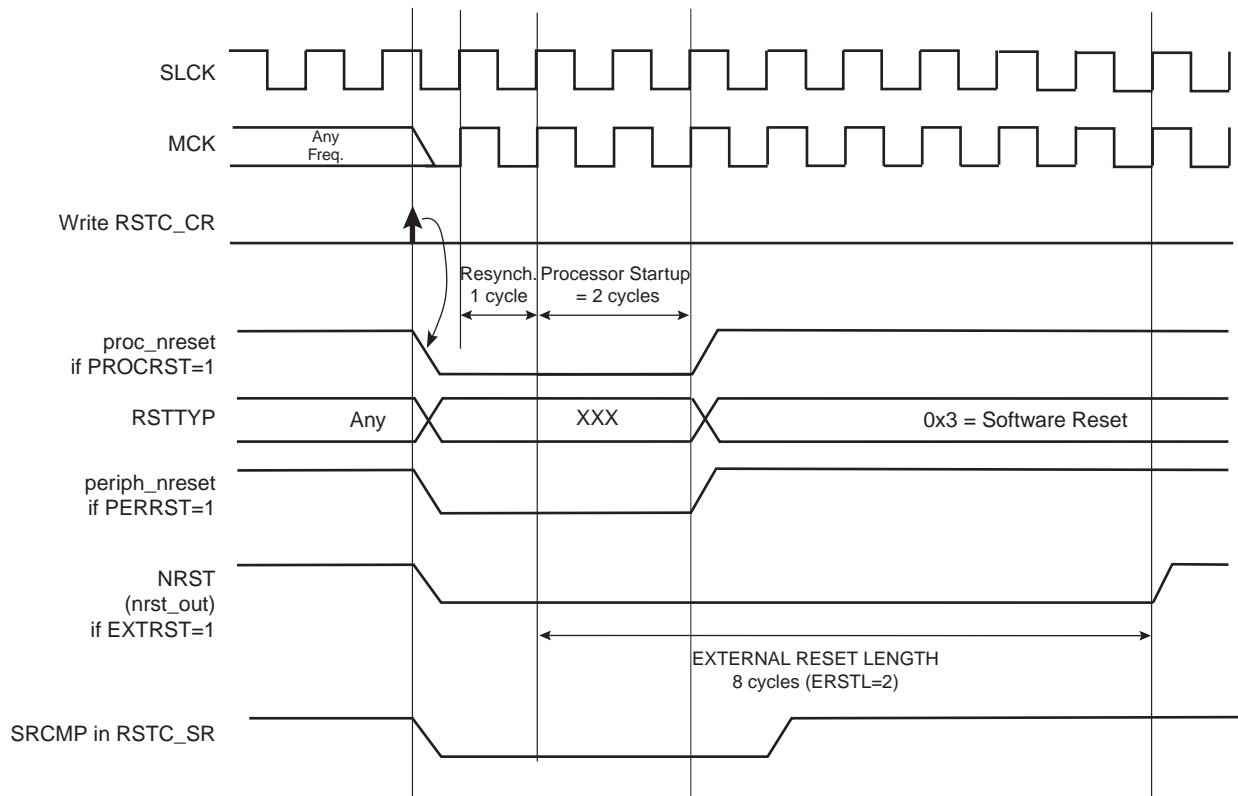 SLCK
MCK
Any
Freq.
Write RSTC_CR
Resynch.
1 cycle
Processor Startup
= 2 cycles
proc_nreset
if PROCRST=1
RSTTYP
Any
XXX
0x3 = Software Reset
periph_nreset
if PERRST=1
NRST
(nrst_out)
if EXTRST=1
EXTERNAL RESET LENGTH
8 cycles (ERSTL=2)
SRCMP in RSTC_SR